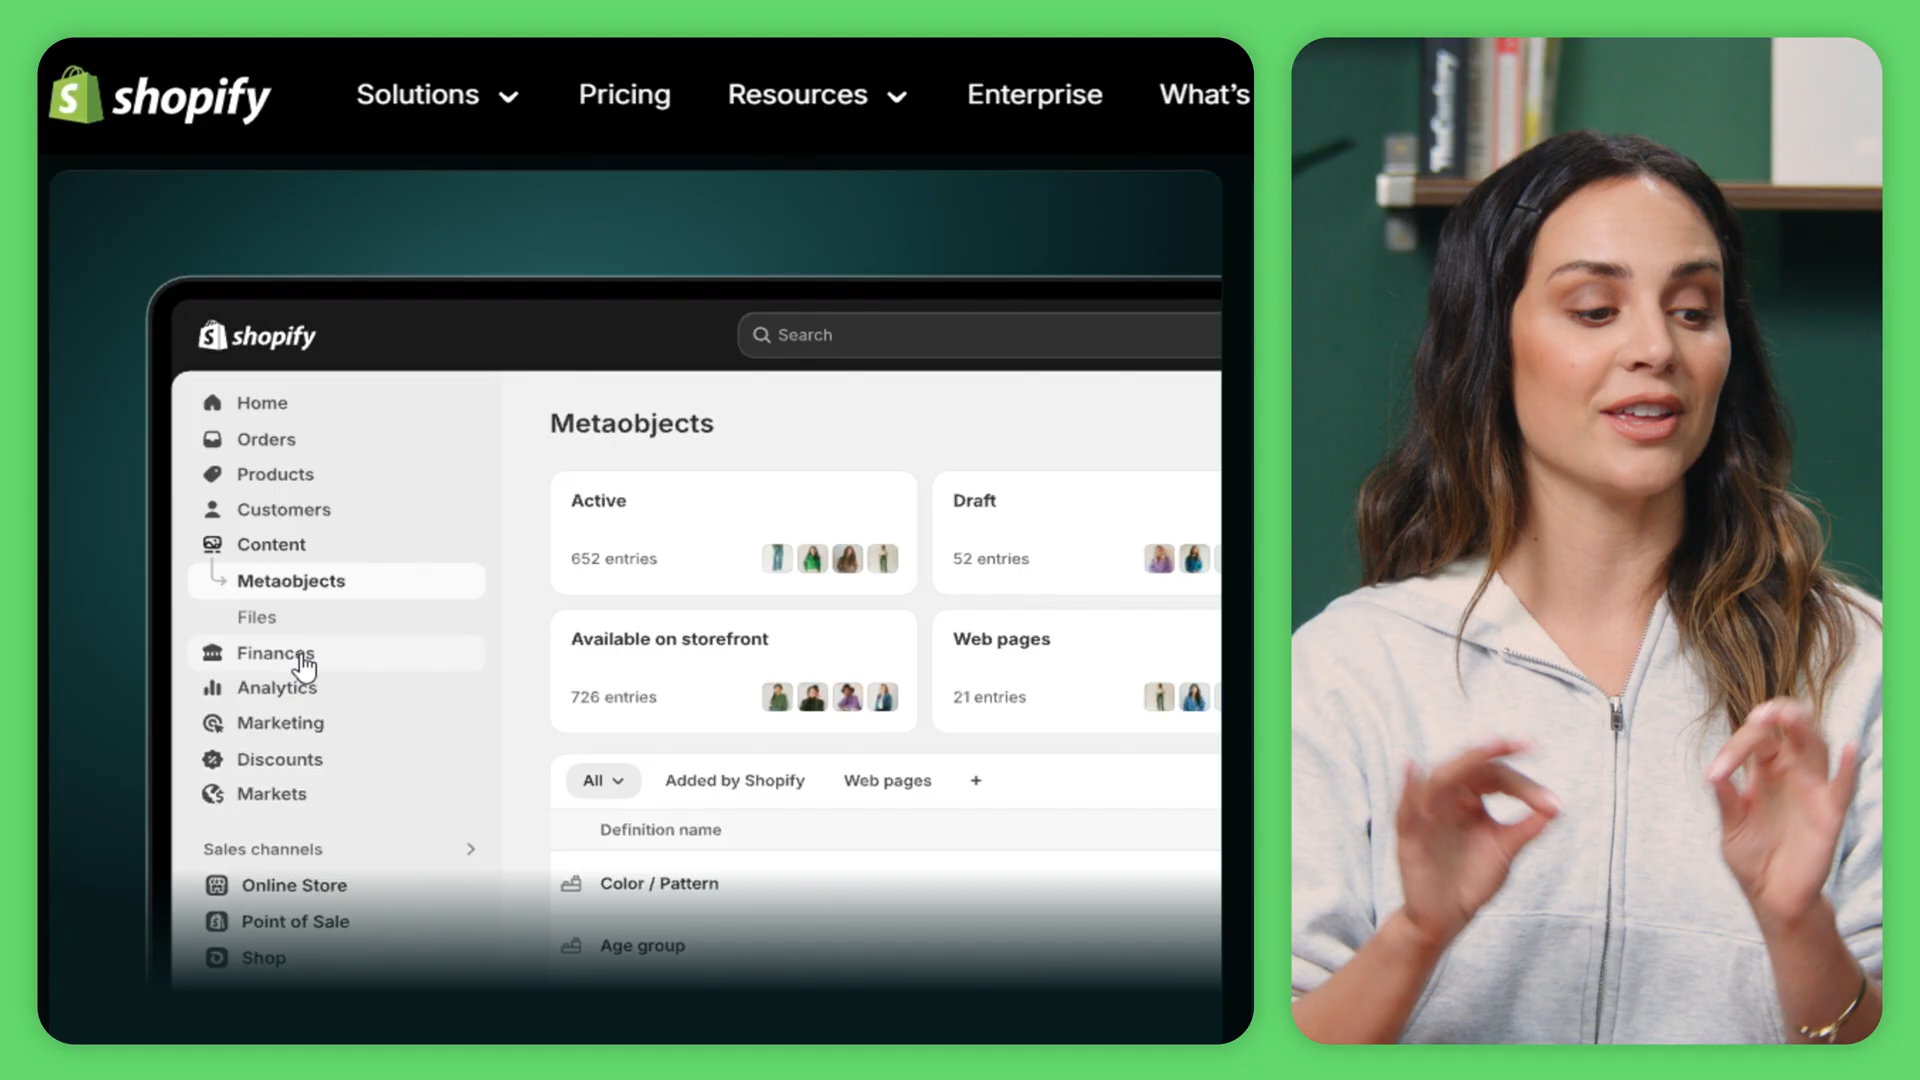 shopify
Solutions
Pricing
Resources
Enterprise
What's
shopify
Search
Home
Orders
Products
Customers
Content
Metaobjects
Files
Finances
Analytics
Marketing
Discounts
Markets
Sales channels
Online Store
Point of Sale
Shop
Metaobjects
Active
652 entries
Draft
52 entries
Available on storefront
726 entries
Web pages
21 entries
All
Added by Shopify
Web pages
+
Definition name
Color / Pattern
Age group